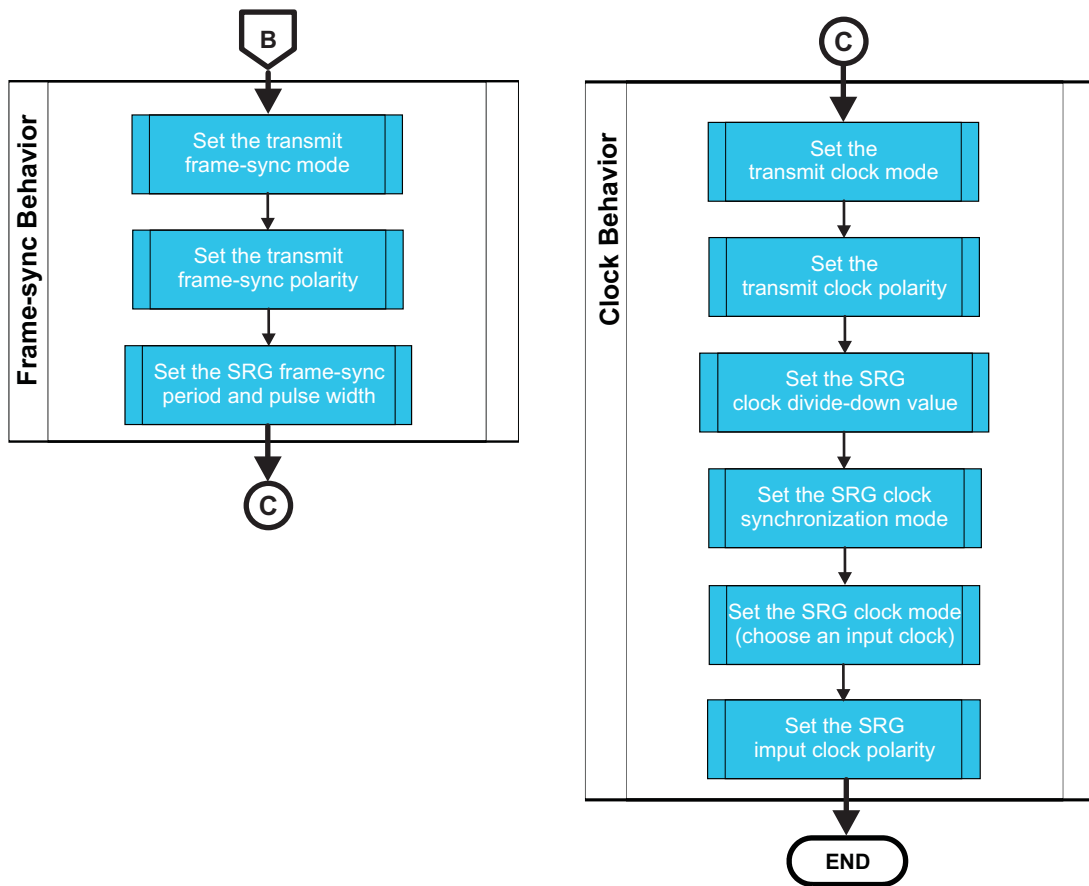 B
Frame-sync Behavior
Set the transmit
frame-sync mode
Set the transmit
frame-sync polarity
Set the SRG frame-sync
period and pulse width
C
C
Clock Behavior
Set the
transmit clock mode
Set the
transmit clock polarity
Set the SRG
clock divide-down value
Set the SRG clock
synchronization mode
Set the SRG clock mode
(choose an input clock)
Set the SRG
imput clock polarity
END